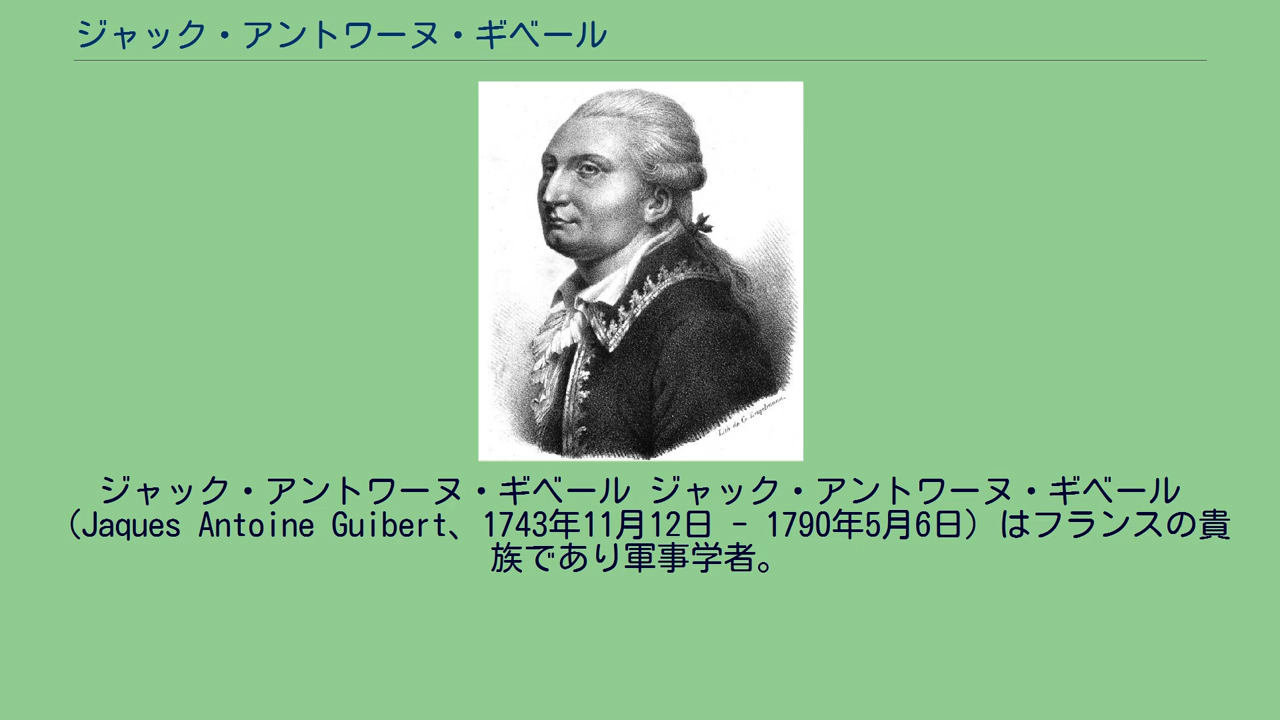 ジャック・アントワーヌ・ギベール
Lith de G. Engelmann.
ジャック・アントワーヌ・ギベール ジャック・アントワーヌ・ギベール
(Jaques Antoine Guibert、1743年11月12日 - 1790年5月6日) はフランスの貴
族であり軍事学者。